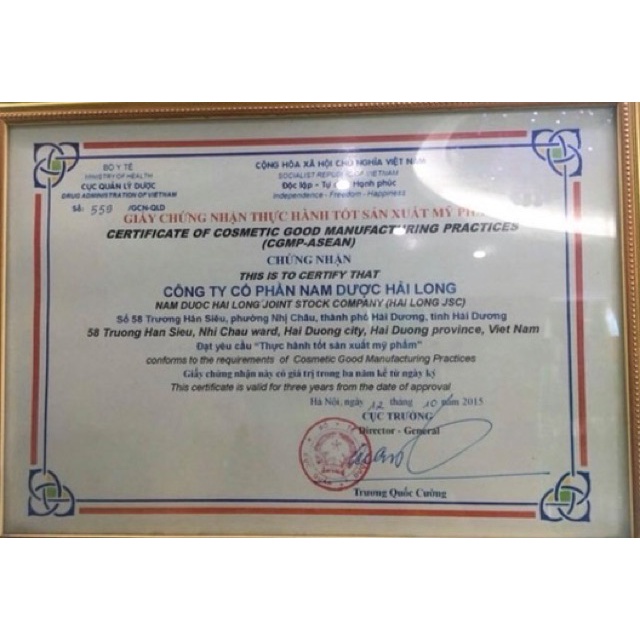 BỘ Y TẾ
MINISTRY OF HEALTH
CỤC QUẢN LÝ DƯỢC
DRUG ADMINISTRATION OF VIETNAM
Số: 559 /GCN-QLD
CỘNG HÒA XÃ HỘI CHỦ NGHĨA VIỆT NAM
SOCIALIST REPUBLIC OF VIETNAM
Độc lập - Tự do - Hạnh phúc
Independence - Freedom - Happiness
GIẤY CHỨNG NHẬN THỰC HÀNH TỐT SẢN XUẤT MỸ
CERTIFICATE OF COSMETIC GOOD MANUFACTURING PRACTICES
(CGMP-ASEAN)
CHỨNG NHẬN
THIS IS TO CERTIFY THAT
CÔNG TY CỔ PHẦN NAM DƯỢC HẢI LONG
NAM DUOC HAI LONG JOINT STOCK COMPANY (HAI LONG JSC)
Số 58 Trương Hán Siêu, phường Nhị Châu, thành phố Hải Dương, tỉnh Hải Dương
58 Truong Han Sieu, Nhi Chau ward, Hai Duong city, Hai Duong province, Viet Nam
Đạt yêu cầu "Thực hành tốt sản xuất mỹ phẩm"
conforms to the requirements of Cosmetic Good Manufacturing Practices
Giấy chứng nhận này có giá trị trong ba năm kể từ ngày ký
This certificate is valid for three years from the date of approval
Hà Nội, ngày 12 tháng 10 năm 2015
CỤC TRƯỞNG
Director - General
Trương Quốc Cường